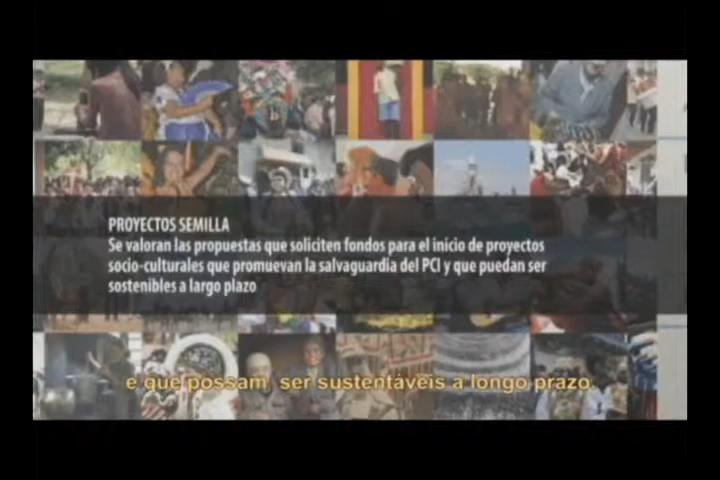 PROYECTOS SEMILLA
Se valoran las propuestas que soliciten fondos para el inicio de proyectos
socio-culturales que promuevan la salvaguardia del PCI y que puedan ser
sostenibles a largo plazo
e que possam, ser sustentáveis a longo prazo.